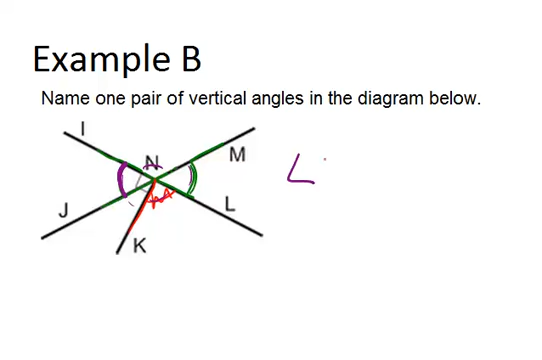 Example B
Name one pair of vertical angles in the diagram below.
I
N
M
J
L
K
∠